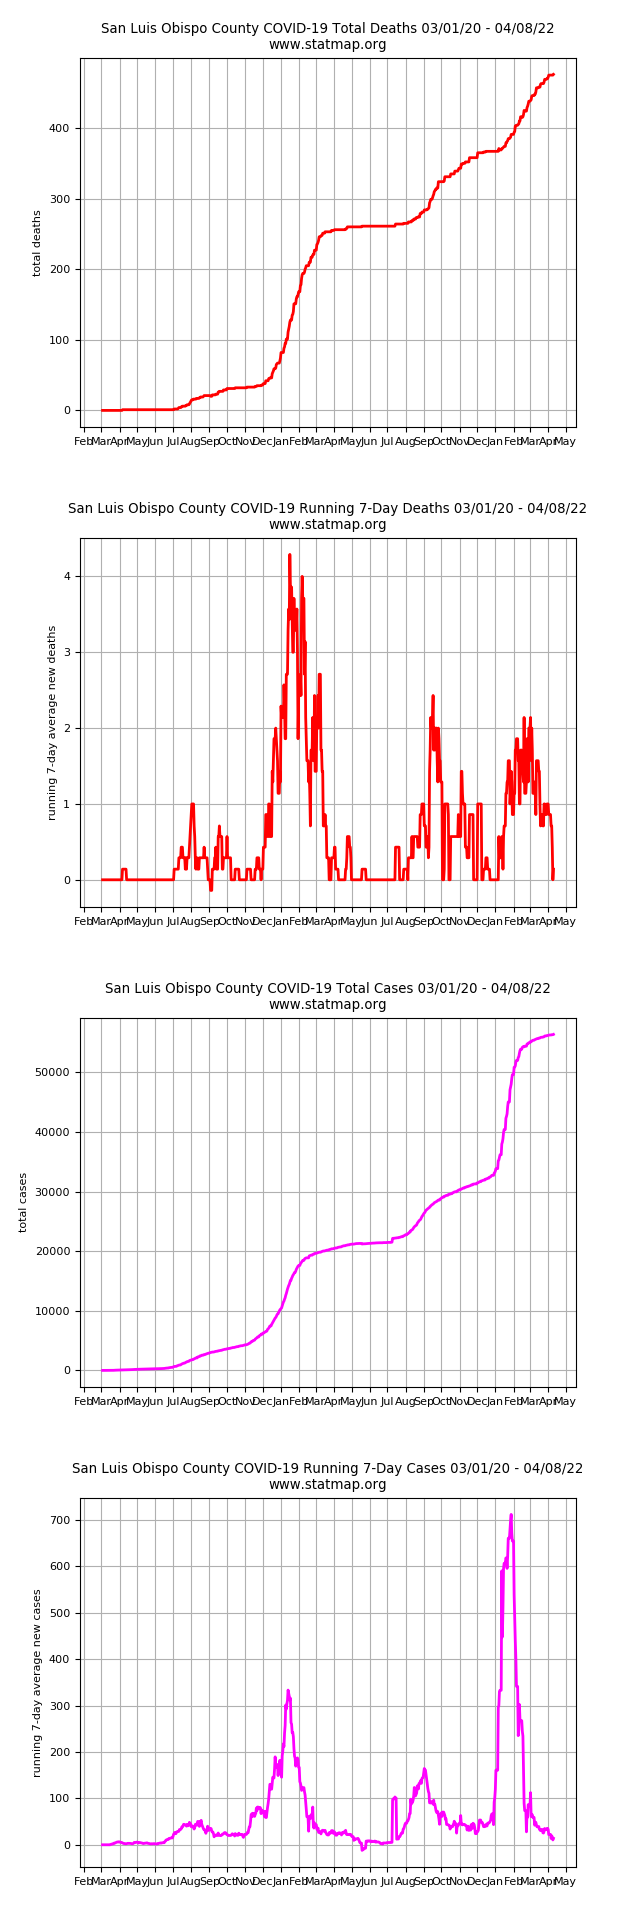 San Luis Obispo County COVID-19 Total Deaths 03/01/20 - 04/08/22
www.statmap.org
400
300
total deaths
200
100
0
Feb Mar Apr May Jun Jul Aug Sep Oct Nov Dec Jan Feb Mar Apr May Jun Jul Aug Sep Oct Nov Dec Jan Feb Mar Apr May
San Luis Obispo County COVID-19 Running 7-Day Deaths 03/01/20 - 04/08/22
www.statmap.org
4
3
running 7-day average new deaths
2
1
0
Feb Mar Apr May Jun Jul Aug Sep Oct Nov Dec Jan Feb Mar Apr May Jun Jul Aug Sep Oct Nov Dec Jan Feb Mar Apr May
San Luis Obispo County COVID-19 Total Cases 03/01/20 - 04/08/22
www.statmap.org
50000
40000
30000
total cases
20000
10000
0
Feb Mar Apr May Jun Jul Aug Sep Oct Nov Dec Jan Feb Mar Apr May Jun Jul Aug Sep Oct Nov Dec Jan Feb Mar Apr May
San Luis Obispo County COVID-19 Running 7-Day Cases 03/01/20 - 04/08/22
www.statmap.org
700
600
500
400
running 7-day average new cases
300
200
100
0
Feb Mar Apr May Jun Jul Aug Sep Oct Nov Dec Jan Feb Mar Apr May Jun Jul Aug Sep Oct Nov Dec Jan Feb Mar Apr May